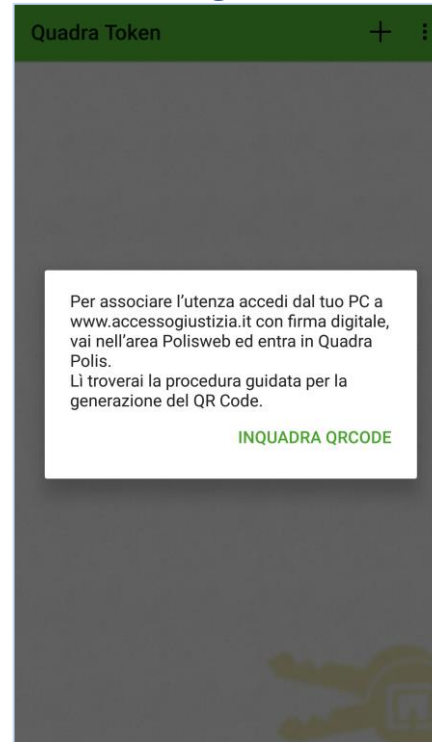 Quadra Token
Per associare l'utenza accedi dal tuo PC a
www.accessogiustizia.it con firma digitale,
vai nell'area Polisweb ed entra in Quadra
Polis.
Lì troverai la procedura guidata per la
generazione del QR Code.
INQUADRA QRCODE